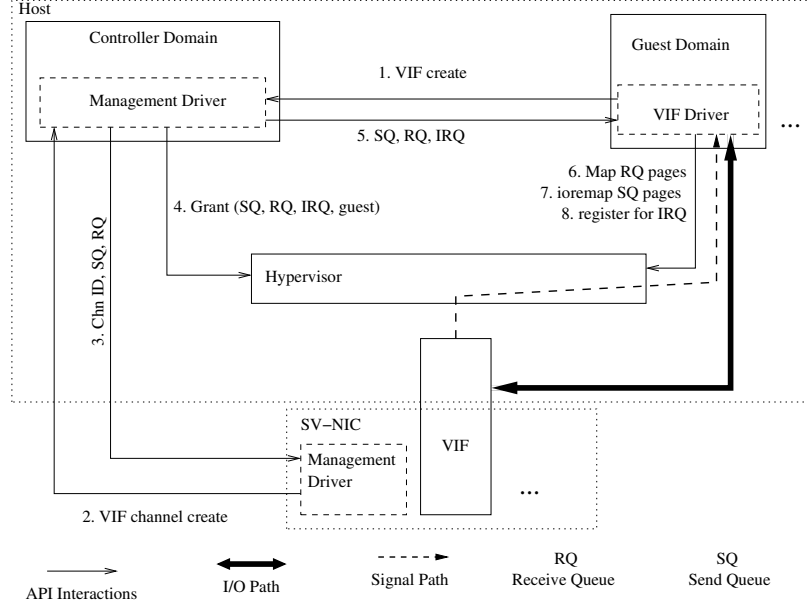 Host
Controller Domain
Guest Domain
1. VIF create
Management Driver
VIF Driver
...
5. SQ, RQ, IRQ
6. Map RQ pages
7. ioremap SQ pages
8. register for IRQ
4. Grant (SQ, RQ, IRQ, guest)
3. Chn ID, SQ, RQ
Hypervisor
SV-NIC
VIF
Management
Driver
...
2. VIF channel create
API Interactions
I/O Path
Signal Path
RQ
Receive Queue
SQ
Send Queue